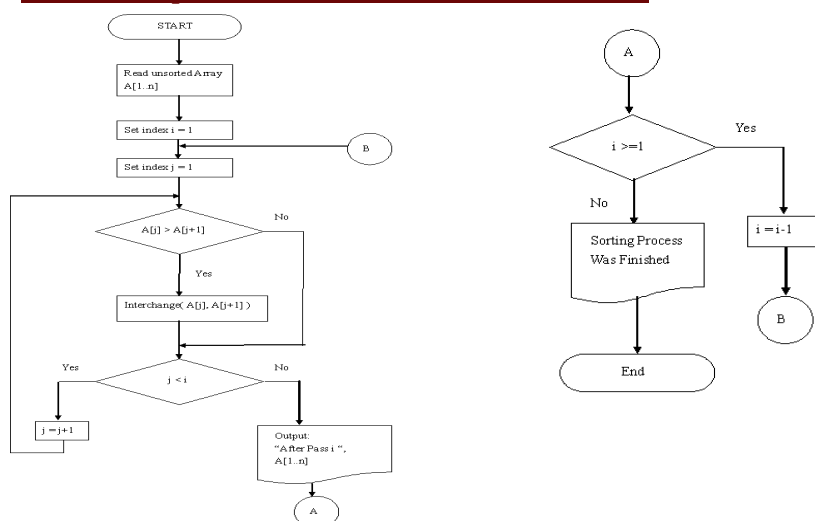 START
Read unsorted Array
A[1..n]
Set index i = 1
B
Set index j = 1
A[j] > A[j+1]
No
Yes
Interchange( A[j], A[j+1] )
Yes
j < i
No
j =j+1
Output:
“After Pass i “,
A[1..n]
A
A
i >=1
Yes
No
i =i-1
Sorting Process
Was Finished
B
End